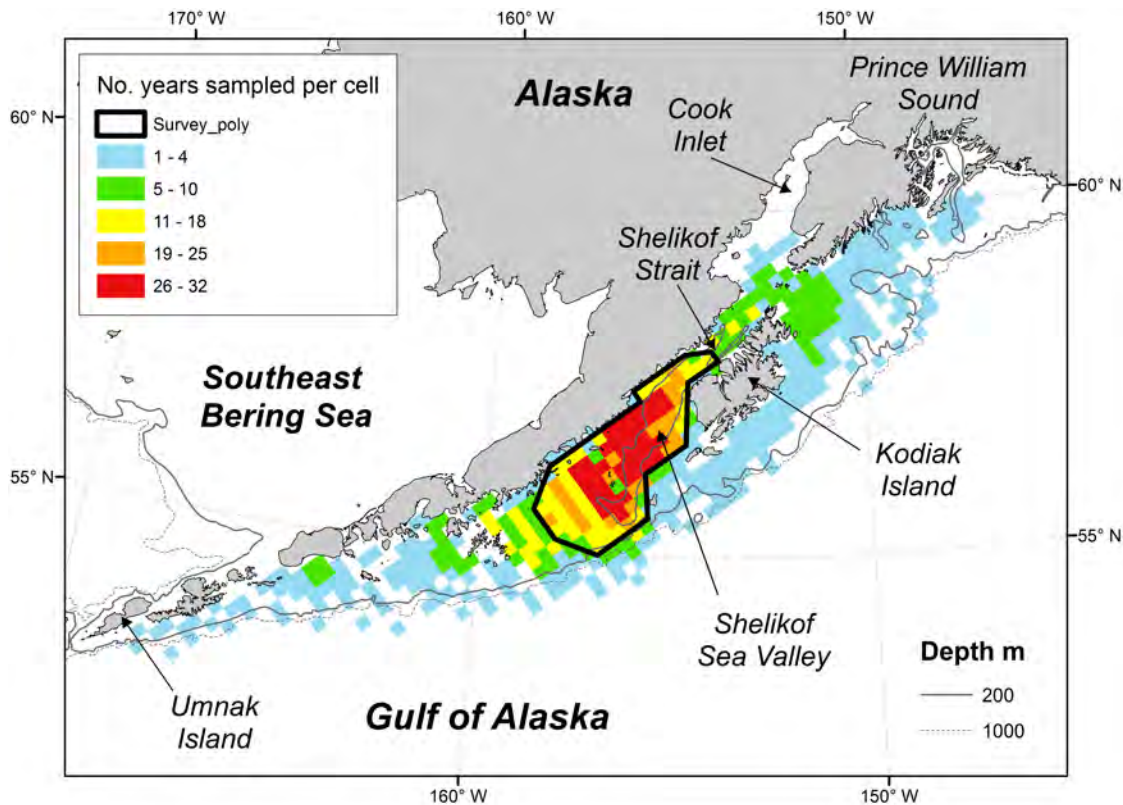 170° W
160° W
150° W
No. years sampled per cell
Survey_poly
1 - 4
5 - 10
11 - 18
19 - 25
26 - 32
Alaska
Prince William
Sound
Cook
Inlet
60° N
60° N
Shelikof
Strait
Southeast
Bering Sea
Kodiak
Island
55° N
55° N
Shelikof
Sea Valley
Umnak
Island
Gulf of Alaska
Depth m
200
1000
160° W
150° W